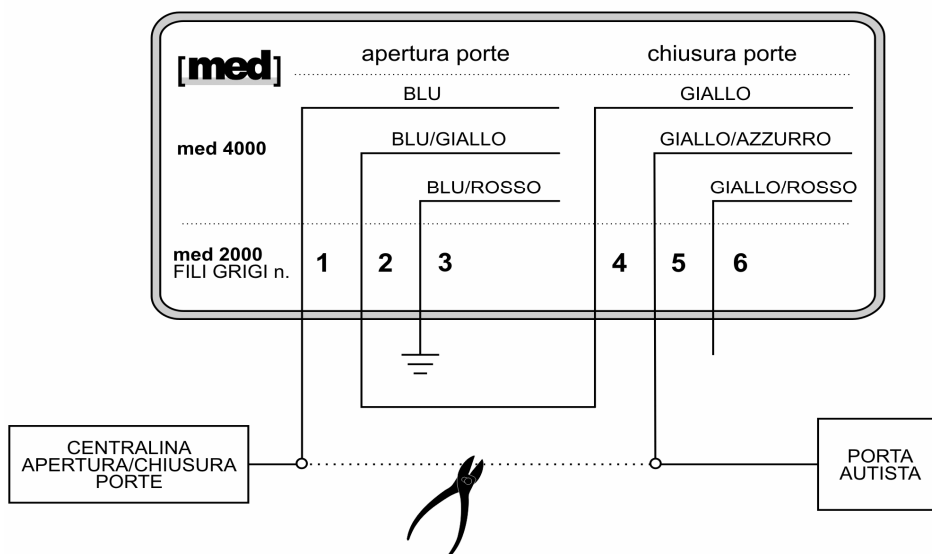 [med]
apertura porte
chiusura porte
BLU
GIALLO
med 4000
BLU/GIALLO
GIALLO/AZZURRO
BLU/ROSSO
GIALLO/ROSSO
med 2000
FILI GRIGI n.
1 2 3 4 5 6
CENTRALINA
APERTURA/CHIUSURA
PORTE
PORTA
AUTISTA